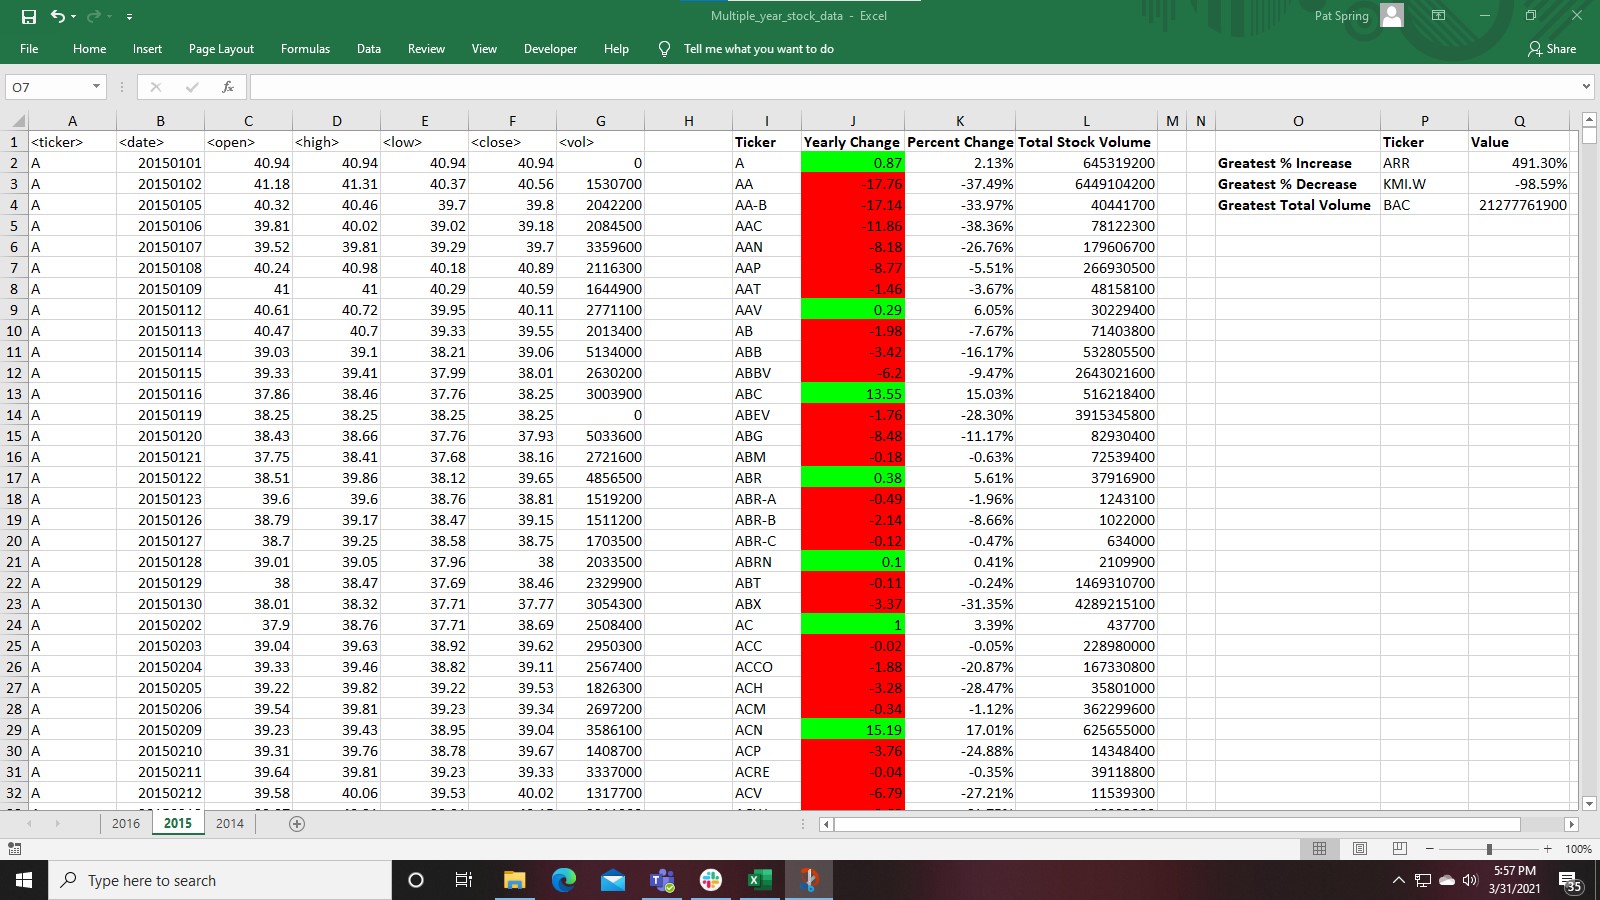 Multiple_year_stock_data - Excel
Pat Spring
File Home Insert Page Layout Formulas Data Review View Developer Help Tell me what you want to do Share
O7 fx
A B C D E F G H I J K L M N O P Q
1 <ticker> <date> <open> <high> <low> <close> <vol> Ticker Yearly Change Percent Change Total Stock Volume Ticker Value
2 A 20150101 40.94 40.94 40.94 40.94 0 A 0.87 2.13% 645319200 Greatest % Increase ARR 491.30%
3 A 20150102 41.18 41.31 40.37 40.56 1530700 AA -17.76 -37.49% 6449104200 Greatest % Decrease KMI.W -98.59%
4 A 20150105 40.32 40.46 39.7 39.8 2042200 AA-B -17.14 -33.97% 40441700 Greatest Total Volume BAC 21277761900
5 A 20150106 39.81 40.02 39.02 39.18 2084500 AAC -11.86 -38.36% 78122300
6 A 20150107 39.52 39.81 39.29 39.7 3359600 AAN -8.18 -26.76% 179606700
7 A 20150108 40.24 40.98 40.18 40.89 2116300 AAP -8.77 -5.51% 266930500
8 A 20150109 41 41 40.29 40.59 1644900 AAT -1.46 -3.67% 48158100
9 A 20150112 40.61 40.72 39.95 40.11 2771100 AAV 0.29 6.05% 30229400
10 A 20150113 40.47 40.7 39.33 39.55 2013400 AB -1.98 -7.67% 71403800
11 A 20150114 39.03 39.1 38.21 39.06 5134000 ABB -3.42 -16.17% 532805500
12 A 20150115 39.33 39.41 37.99 38.01 2630200 ABBV -6.2 -9.47% 2643021600
13 A 20150116 37.86 38.46 37.76 38.25 3003900 ABC 13.55 15.03% 516218400
14 A 20150119 38.25 38.25 38.25 38.25 0 ABEV -1.76 -28.30% 3915345800
15 A 20150120 38.43 38.66 37.76 37.93 5033600 ABG -8.48 -11.17% 82930400
16 A 20150121 37.75 38.41 37.68 38.16 2721600 ABM -0.18 -0.63% 72539400
17 A 20150122 38.51 39.86 38.12 39.65 4856500 ABR 0.38 5.61% 37916900
18 A 20150123 39.6 39.6 38.76 38.81 1519200 ABR-A -0.49 -1.96% 1243100
19 A 20150126 38.79 39.17 38.47 39.15 1511200 ABR-B -2.14 -8.66% 1022000
20 A 20150127 38.7 39.25 38.58 38.75 1703500 ABR-C -0.12 -0.47% 634000
21 A 20150128 39.01 39.05 37.96 38 2033500 ABRN 0.1 0.41% 2109900
22 A 20150129 38 38.47 37.69 38.46 2329900 ABT -0.11 -0.24% 1469310700
23 A 20150130 38.01 38.32 37.71 37.77 3054300 ABX -3.37 -31.35% 4289215100
24 A 20150202 37.9 38.76 37.71 38.69 2508400 AC 1 3.39% 437700
25 A 20150203 39.04 39.63 38.92 39.62 2950300 ACC -0.02 -0.05% 228980000
26 A 20150204 39.33 39.46 38.82 39.11 2567400 ACCO -1.88 -20.87% 167330800
27 A 20150205 39.22 39.82 39.22 39.53 1826300 ACH -3.28 -28.47% 35801000
28 A 20150206 39.54 39.81 39.23 39.34 2697200 ACM -0.34 -1.12% 362299600
29 A 20150209 39.23 39.43 38.95 39.04 3586100 ACN 15.19 17.01% 625655000
30 A 20150210 39.31 39.76 38.78 39.67 1408700 ACP -3.76 -24.88% 14348400
31 A 20150211 39.64 39.81 39.23 39.33 3337000 ACRE -0.04 -0.35% 39118800
32 A 20150212 39.58 40.06 39.53 40.02 1317700 ACV -6.79 -27.21% 11539300
2016 2015 2014
100%
Type here to search
5:57 PM
3/31/2021
35